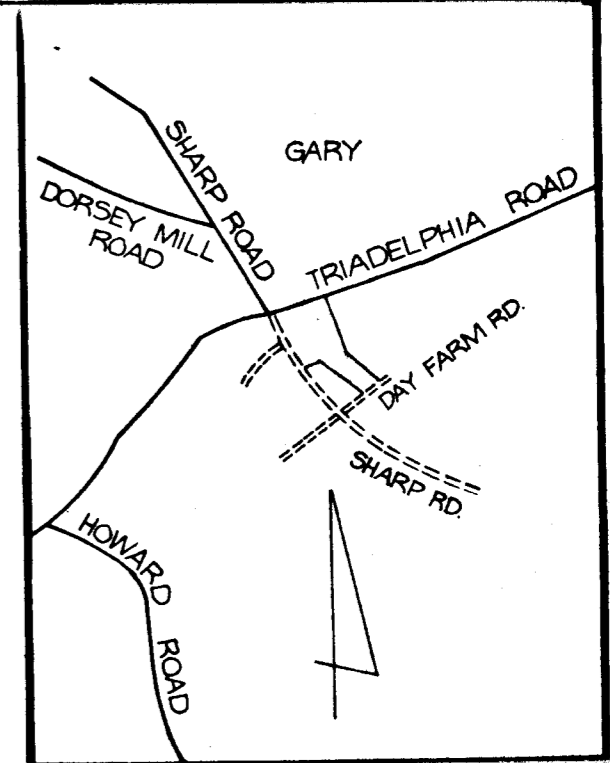 SHARP ROAD
GARY
DORSEY MILL
ROAD
TRIADELPHIA ROAD
DAY FARM RD.
SHARP RD.
HOWARD ROAD